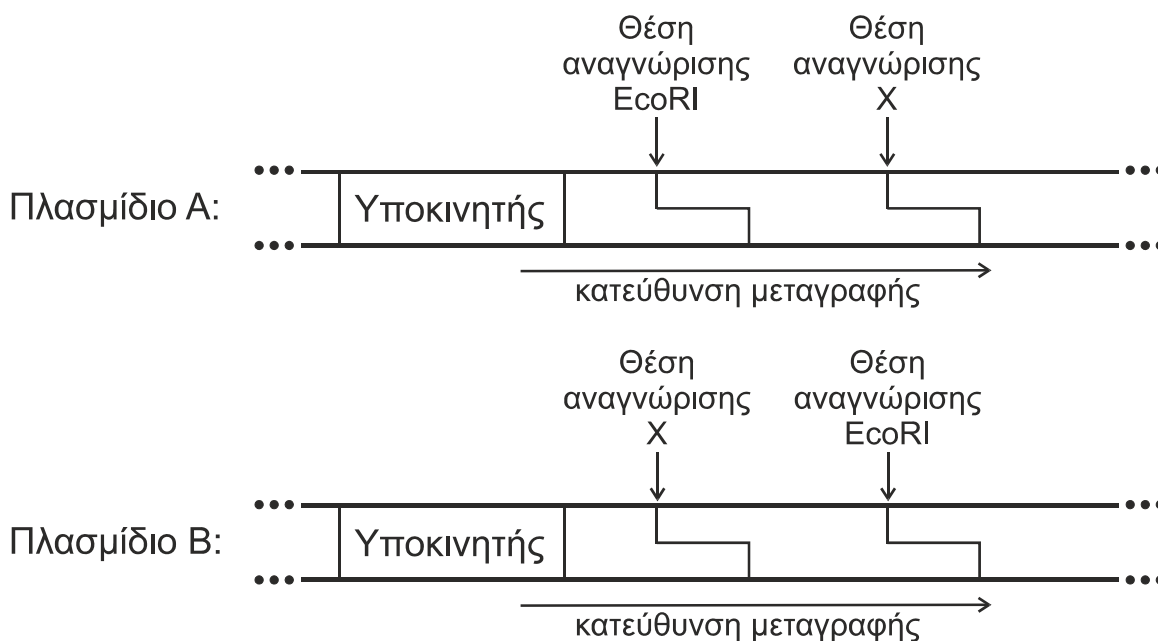 Θέση
αναγνώρισης
EcoRI
Θέση
αναγνώρισης
X
Πλασμίδιο Α:
Υποκινητής
κατεύθυνση μεταγραφής
Θέση
αναγνώρισης
X
Θέση
αναγνώρισης
EcoRI
Πλασμίδιο Β:
Υποκινητής
κατεύθυνση μεταγραφής